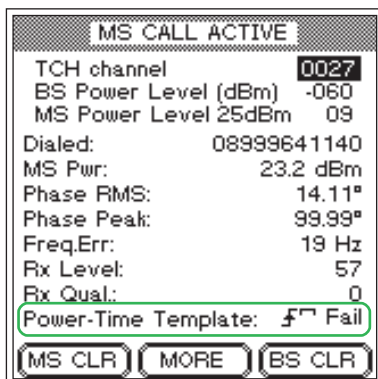 MS CALL ACTIVE
TCH channel 0027
BS Power Level (dBm) -060
MS Power Level 25dBm 09
Dialed: 08999641140
MS Pwr: 23.2 dBm
Phase RMS: 14.11°
Phase Peak: 99.99°
Freq.Err: 19 Hz
Rx Level: 57
Rx Qual.: 0
Power-Time Template: Fail
MS CLR MORE BS CLR